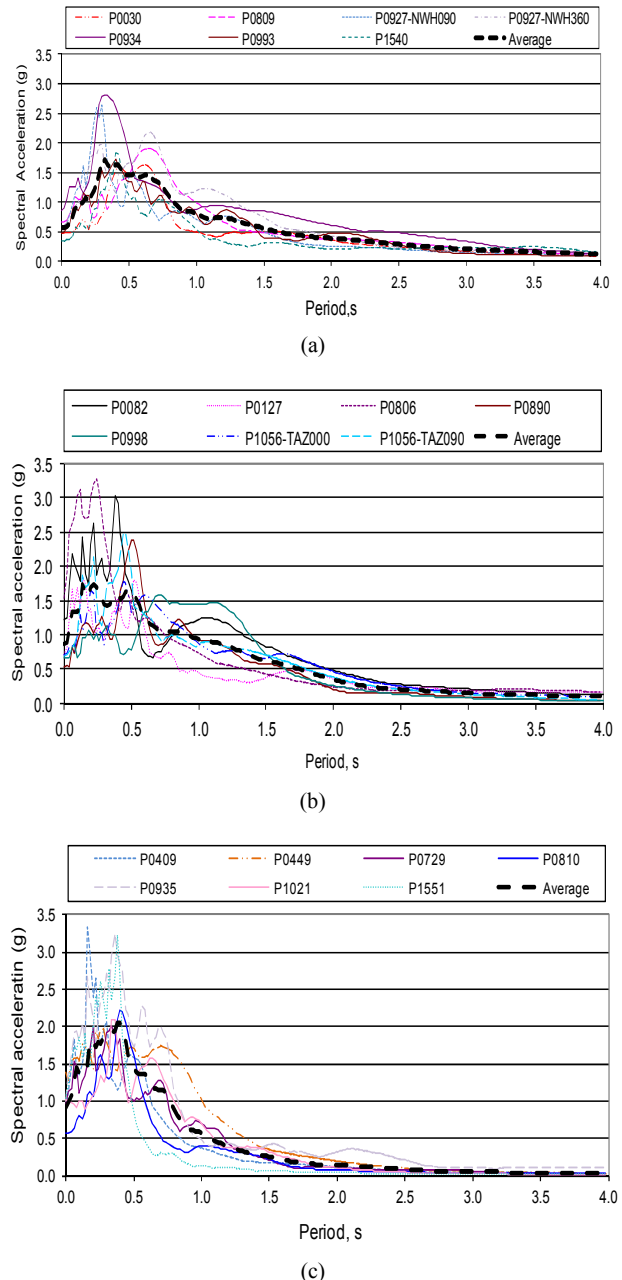 P0030 P0809 P0927-NWH090 P0927-NWH360
P0934 P0993 P1540 Average
Spectral Acceleration (g)
3.5
3.0
2.5
2.0
1.5
1.0
0.5
0.0
0.0 0.5 1.0 1.5 2.0 2.5 3.0 3.5 4.0
Period,s
(a)
P0082 P0127 P0806 P0890
P0998 P1056-TAZ000 P1056-TAZ090 Average
Spectral acceleration (g)
3.5
3.0
2.5
2.0
1.5
1.0
0.5
0.0
0.0 0.5 1.0 1.5 2.0 2.5 3.0 3.5 4.0
Period, s
(b)
P0409 P0449 P0729 P0810
P0935 P1021 P1551 Average
Spectral acceleratin (g)
3.5
3.0
2.5
2.0
1.5
1.0
0.5
0.0
0.0 0.5 1.0 1.5 2.0 2.5 3.0 3.5 4.0
Period, s
(c)